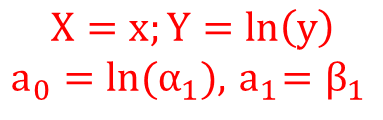 X = x; Y = ln(y)
a₀ = ln(α₁), a₁ = β₁